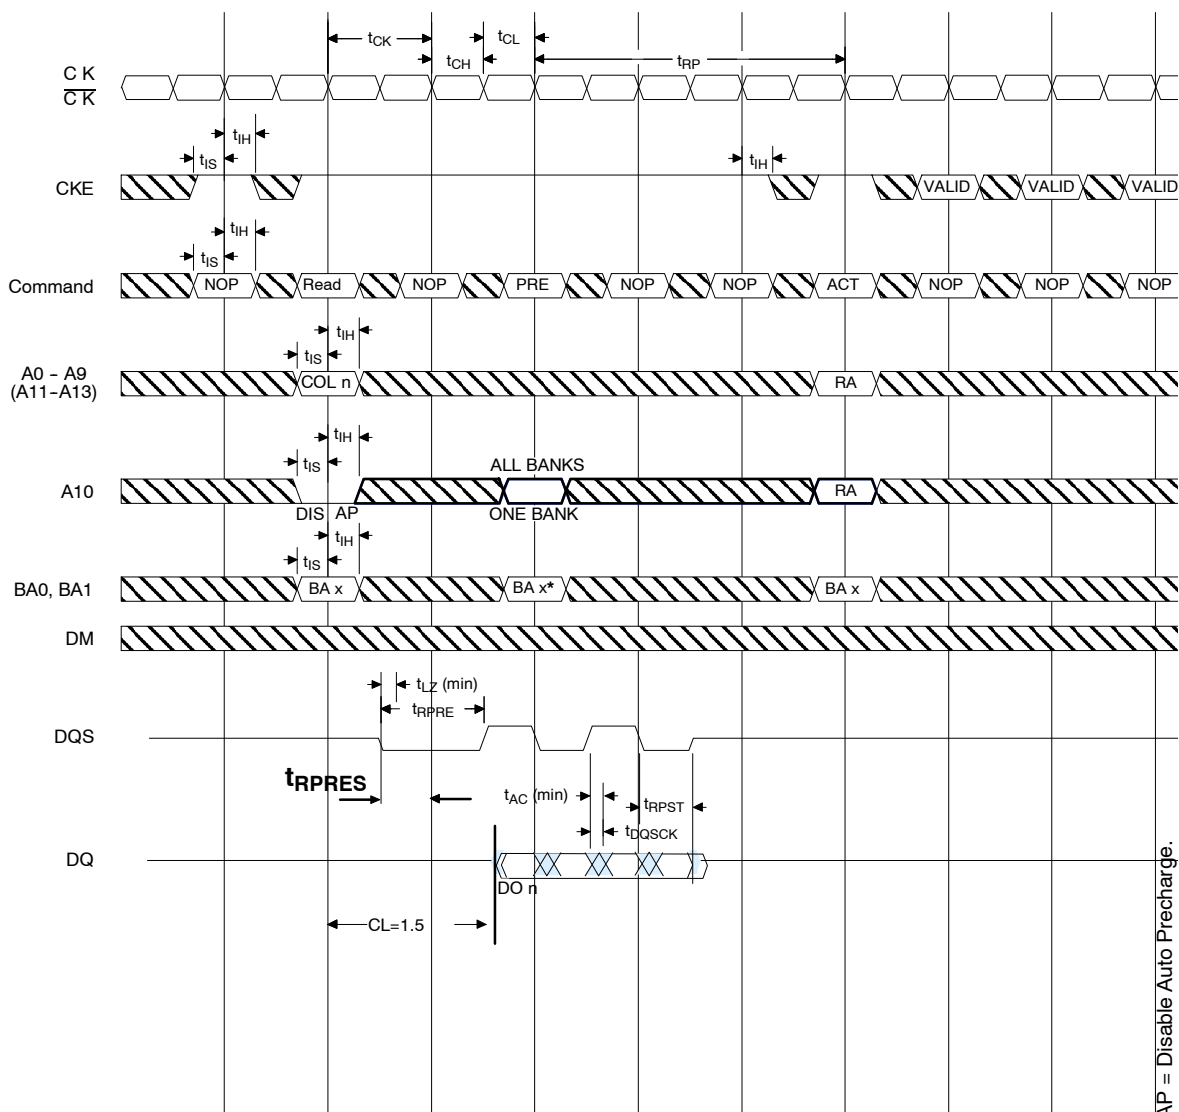 tCK
tCL
tCH
tRP
C K
C K
tIH
tIS
tIH
CKE
VALID
VALID
VALID
tIH
tIS
Command
NOP
Read
NOP
PRE
NOP
NOP
ACT
NOP
NOP
NOP
tIH
tIS
A0 - A9
(A11-A13)
COL n
RA
tIH
tIS
ALL BANKS
A10
RA
DIS AP
ONE BANK
tIH
tIS
BA0, BA1
BA x
BA x*
BA x
DM
tLZ (min)
tRPRE
DQS
tRPRES
tAC (min)
tRPST
tDQSCK
DQ
DO n
CL=1.5
AP = Disable Auto Precharge.